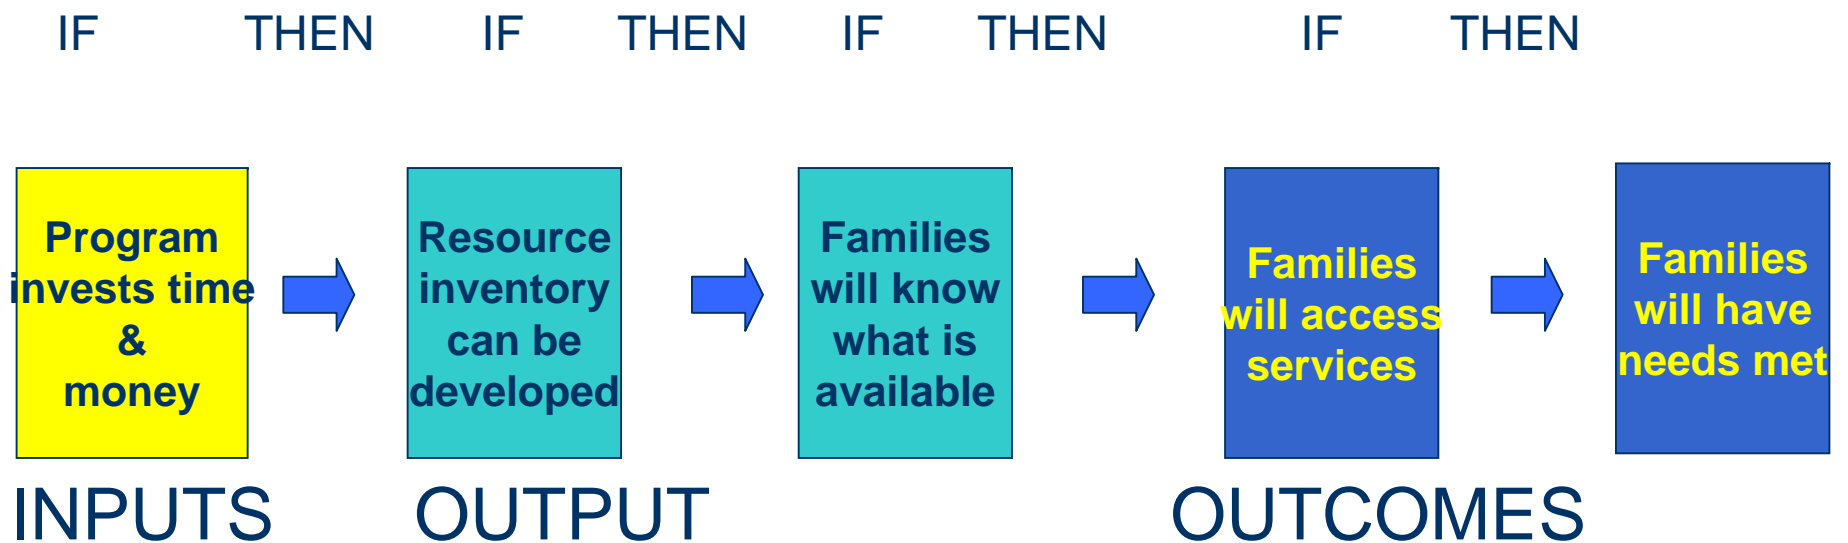 IF THEN IF THEN IF THEN IF THEN
Program
invests time
&
money
Resource
inventory
can be
developed
Families
will know
what is
available
Families
will access
services
Families
will have
needs met
INPUTS OUTPUT OUTCOMES